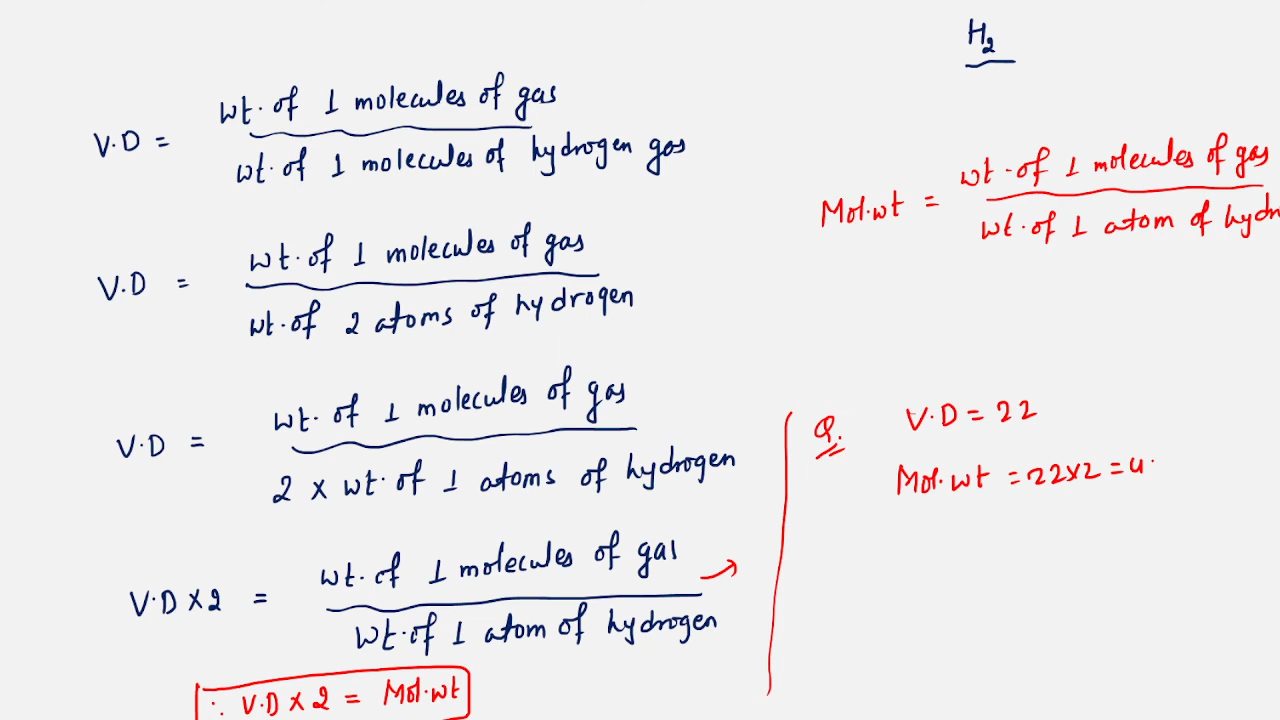 H₂
V.D = wt. of 1 molecules of gas
wt. of 1 molecules of hydrogen gas
V.D = wt. of 1 molecules of gas
wt. of 2 atoms of hydrogen
V.D = wt. of 1 molecules of gas
2 x wt. of 1 atoms of hydrogen
V.D x 2 = wt. of 1 molecules of gas
wt. of 1 atom of hydrogen
∴ V.D x 2 = Mol.wt
Mol.wt = wt. of 1 molecules of gas
wt. of 1 atom of hydr
Q. V.D = 22
Mol.wt = 22x2 = 4